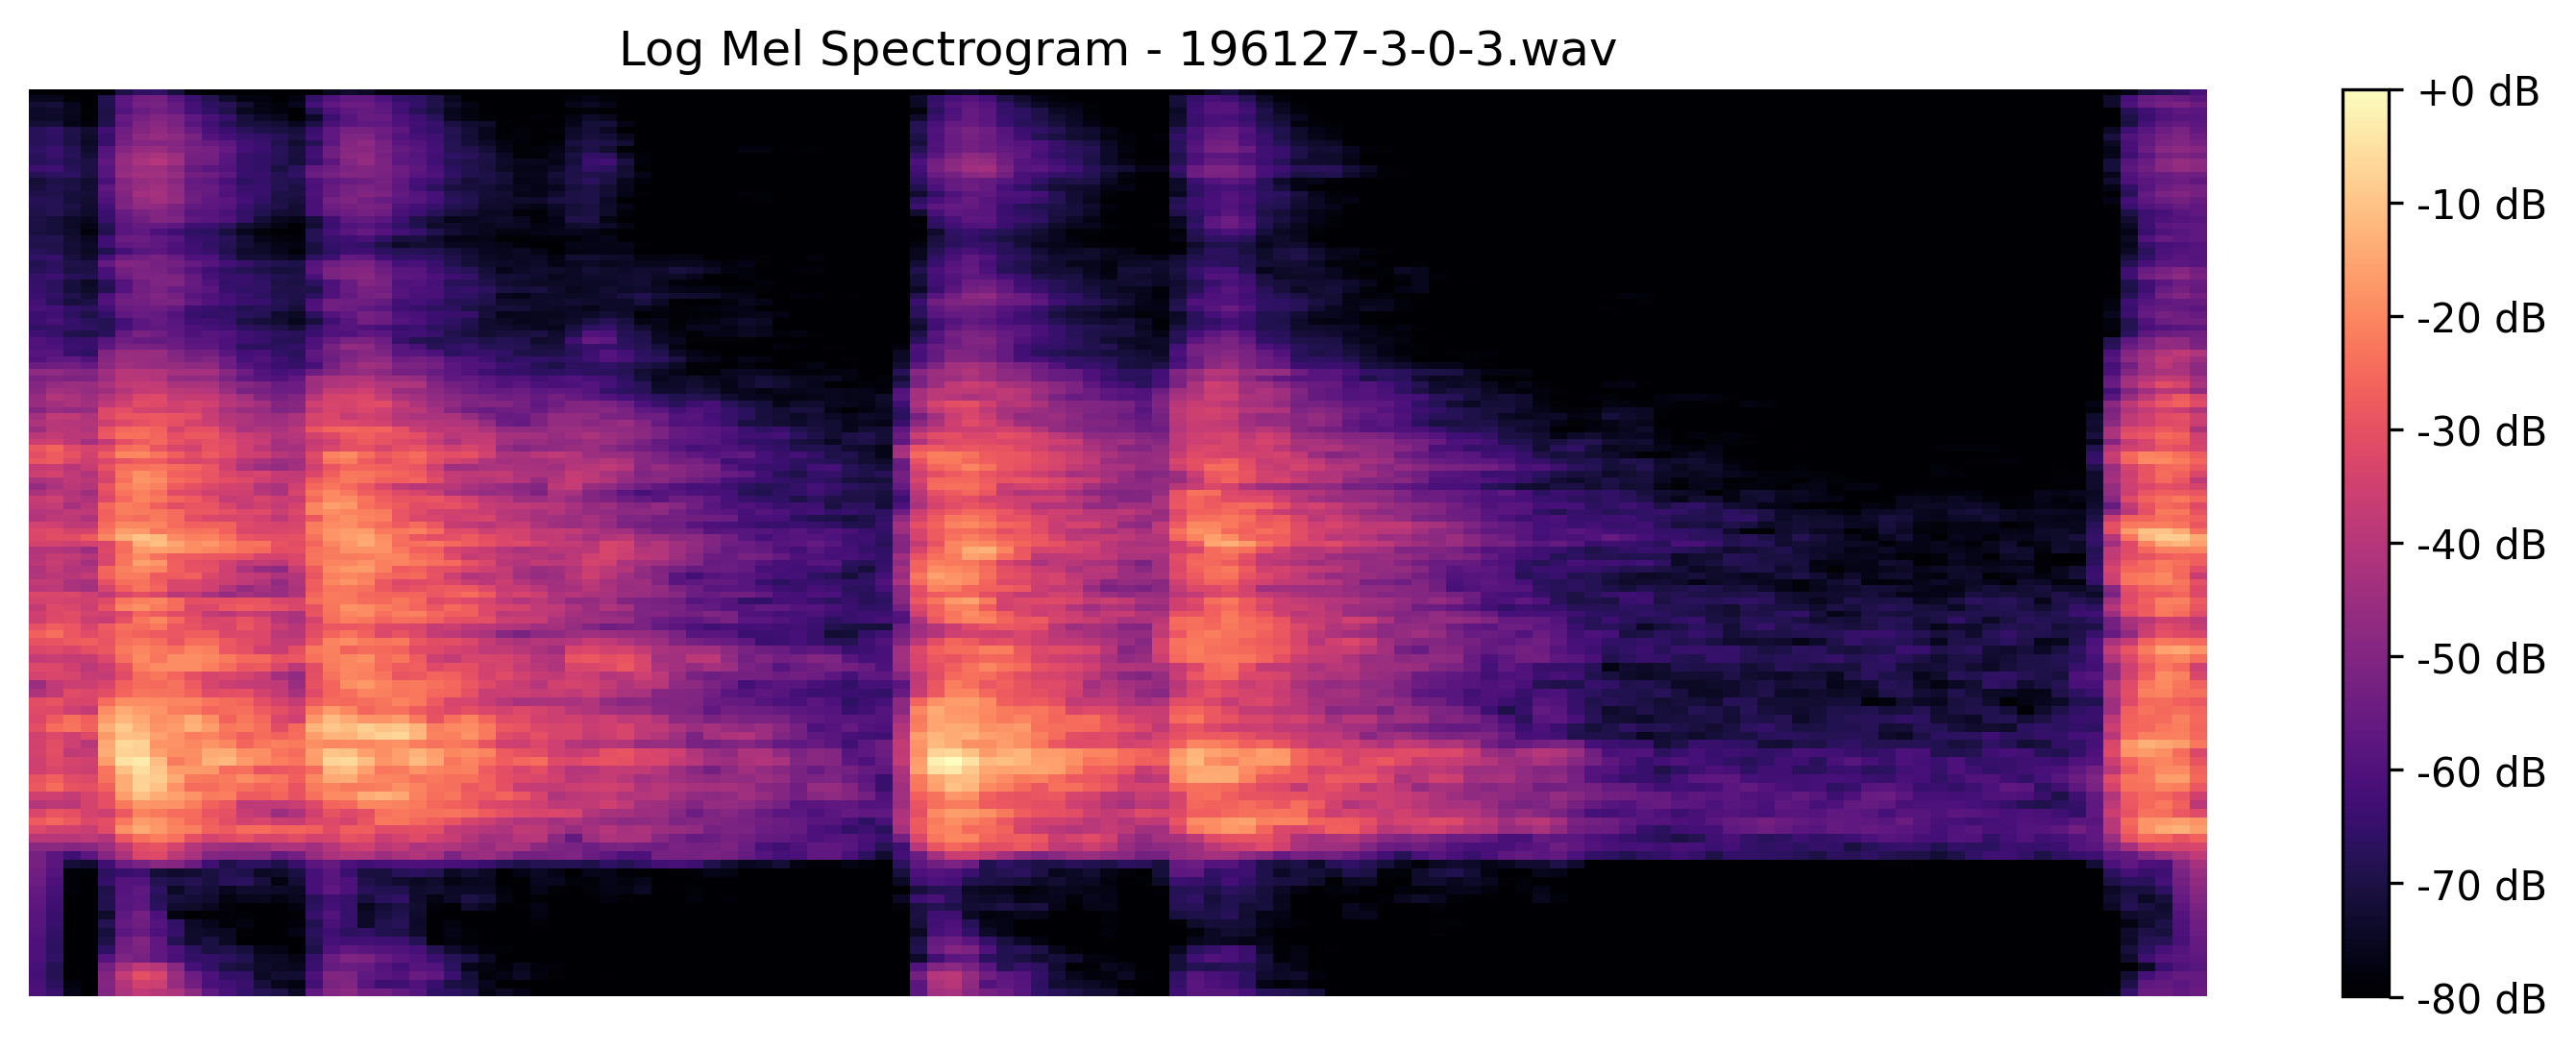 Log Mel Spectrogram - 196127-3-0-3.wav
+0 dB
-10 dB
-20 dB
-30 dB
-40 dB
-50 dB
-60 dB
-70 dB
-80 dB